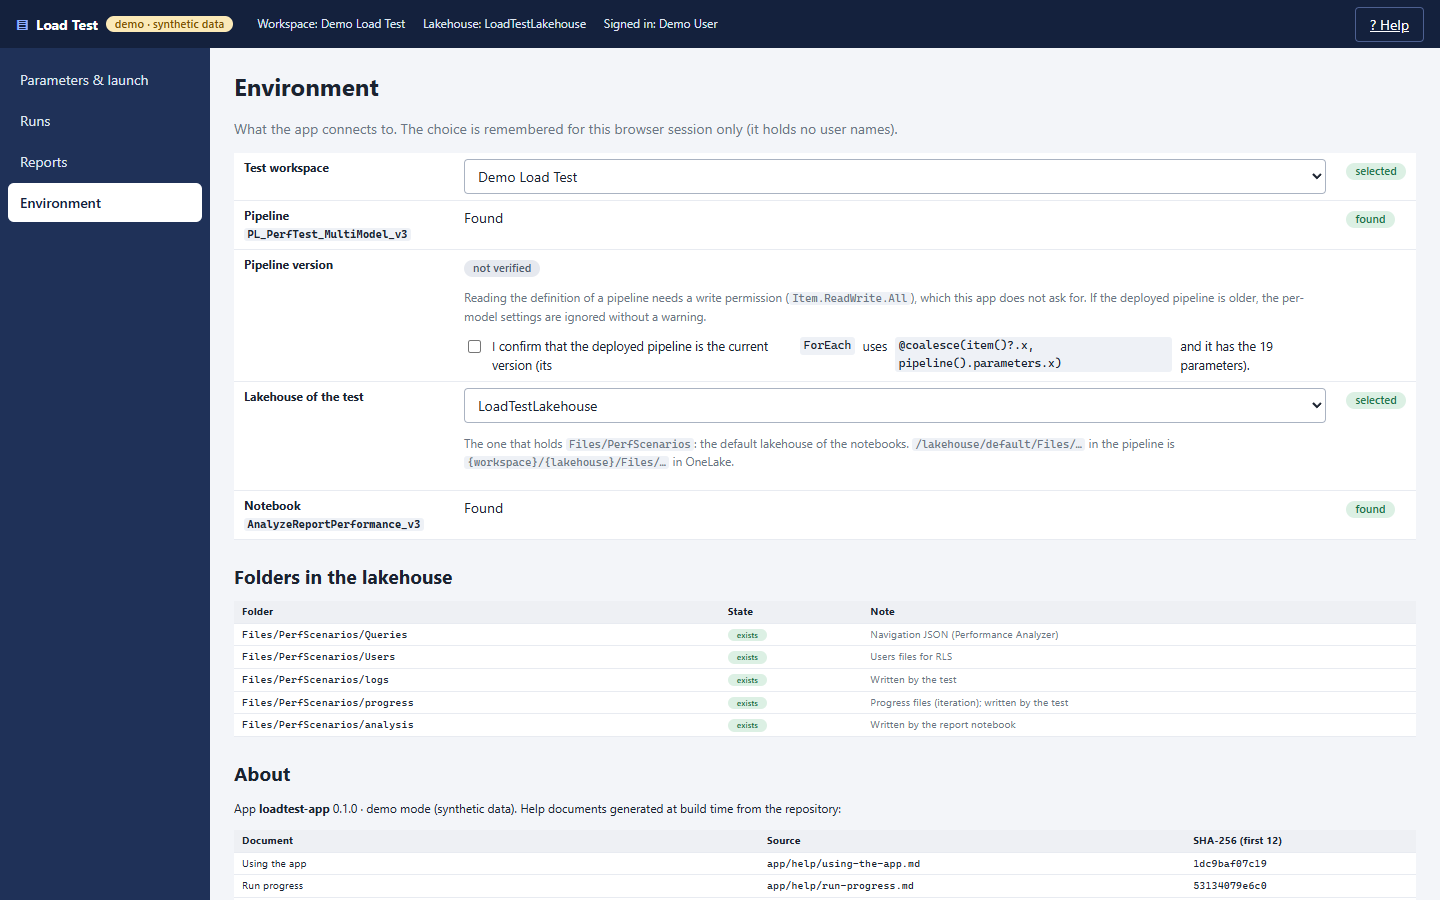 Load Test
demo · synthetic data
Workspace: Demo Load Test
Lakehouse: LoadTestLakehouse
Signed in: Demo User
? Help
Parameters & launch
Runs
Reports
Environment
Environment
What the app connects to. The choice is remembered for this browser session only (it holds no user names).
Test workspace
Demo Load Test
selected
Pipeline
PL_PerfTest_MultiModel_v3
Found
found
Pipeline version
not verified
Reading the definition of a pipeline needs a write permission ( Item.ReadWrite.All ), which this app does not ask for. If the deployed pipeline is older, the per-
model settings are ignored without a warning.
I confirm that the deployed pipeline is the current
version (its
ForEach
uses
@coalesce(item()?.x,
pipeline().parameters.x)
and it has the 19
parameters).
Lakehouse of the test
LoadTestLakehouse
selected
The one that holds Files/PerfScenarios : the default lakehouse of the notebooks. /lakehouse/default/Files/… in the pipeline is
{workspace}/{lakehouse}/Files/… in OneLake.
Notebook
AnalyzeReportPerformance_v3
Found
found
Folders in the lakehouse
Folder State Note
Files/PerfScenarios/Queries exists Navigation JSON (Performance Analyzer)
Files/PerfScenarios/Users exists Users files for RLS
Files/PerfScenarios/logs exists Written by the test
Files/PerfScenarios/progress exists Progress files (iteration); written by the test
Files/PerfScenarios/analysis exists Written by the report notebook
About
App loadtest-app 0.1.0 · demo mode (synthetic data). Help documents generated at build time from the repository:
Document Source SHA-256 (first 12)
Using the app app/help/using-the-app.md 1dc9baf07c19
Run progress app/help/run-progress.md 53134079e6c0